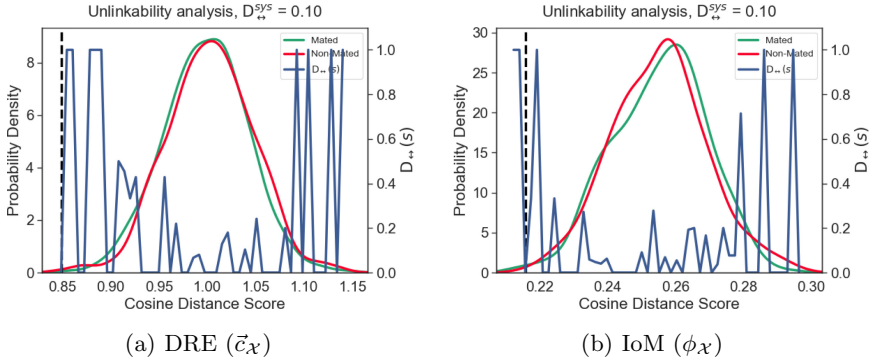 Unlinkability analysis, D↔^sys = 0.10
Mated
Non-Mated
D↔(s)
Probability Density
8
6
4
2
0
1.0
0.8
0.6
0.4
0.2
0.0
D↔(s)
0.85 0.90 0.95 1.00 1.05 1.10 1.15
Cosine Distance Score
(a) DRE (c⃗_𝒳)
Unlinkability analysis, D↔^sys = 0.10
Mated
Non-Mated
D↔(s)
Probability Density
30
25
20
15
10
5
0
1.0
0.8
0.6
0.4
0.2
0.0
D↔(s)
0.22 0.24 0.26 0.28 0.30
Cosine Distance Score
(b) IoM (ϕ_𝒳)